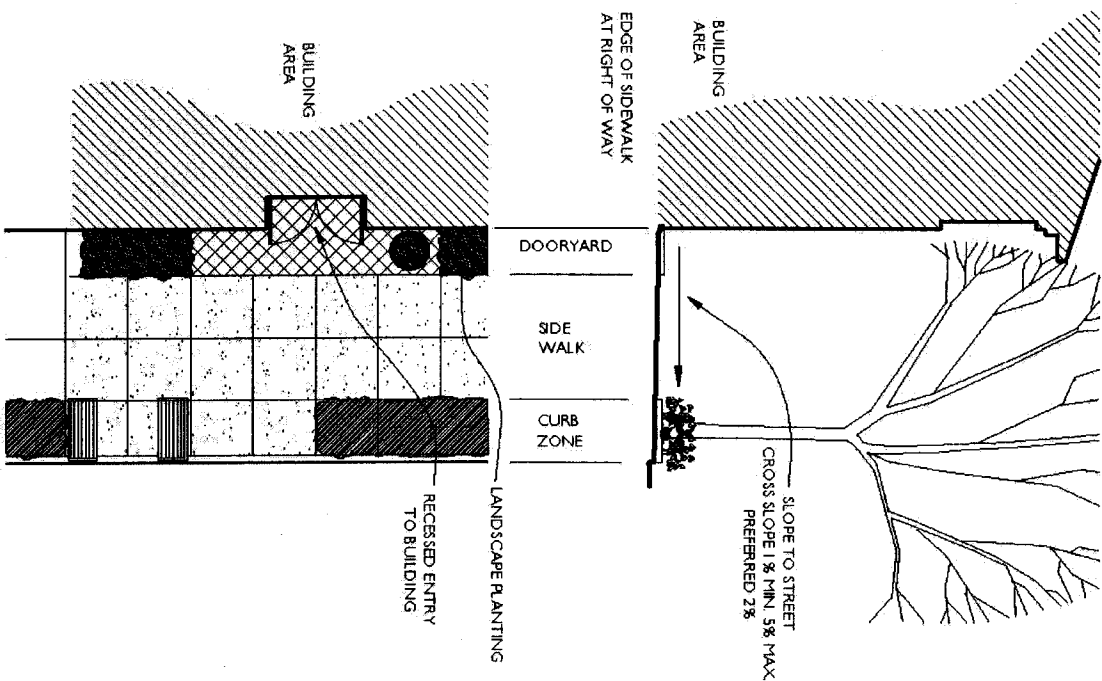 BUILDING
AREA
EDGE OF SIDEWALK
AT RIGHT OF WAY
BUILDING
AREA
DOORYARD
SIDE
WALK
CURB
ZONE
SLOPE TO STREET
CROSS SLOPE 1% MIN. 5% MAX.
PREFERRED 2%
LANDSCAPE PLANTING
RECESSED ENTRY
TO BUILDING